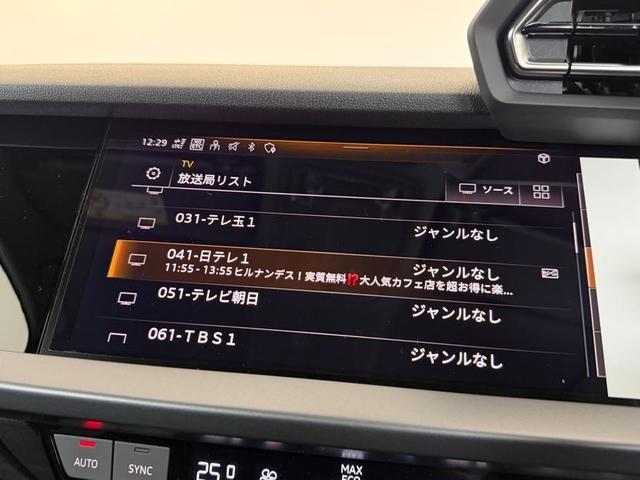 12:29
TV
放送局リスト
ソース
031-テレ玉1
ジャンルなし
041-日テレ1
ジャンルなし
11:55 - 13:55 ヒルナンデス！実質無料⁉大人気カフェ店を超お得に楽...
051-テレビ朝日
ジャンルなし
061-TBS1
ジャンルなし
AUTO
SYNC
25.0
MAX
ECO